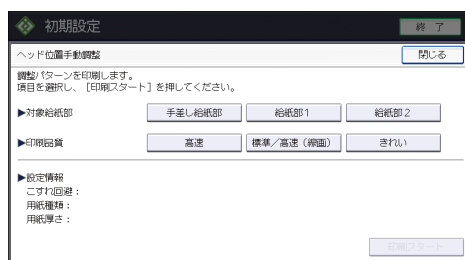 初期設定
終 了
ヘッド位置手動調整
閉じる
調整パターンを印刷します。
項目を選択し、[印刷スタート]を押してください。
▶対象給紙部
手差し給紙部
給紙部1
給紙部2
▶印刷品質
高速
標準/高速(線画)
きれい
▶設定情報
こすれ回避:
用紙種類:
用紙厚さ:
印刷スタート